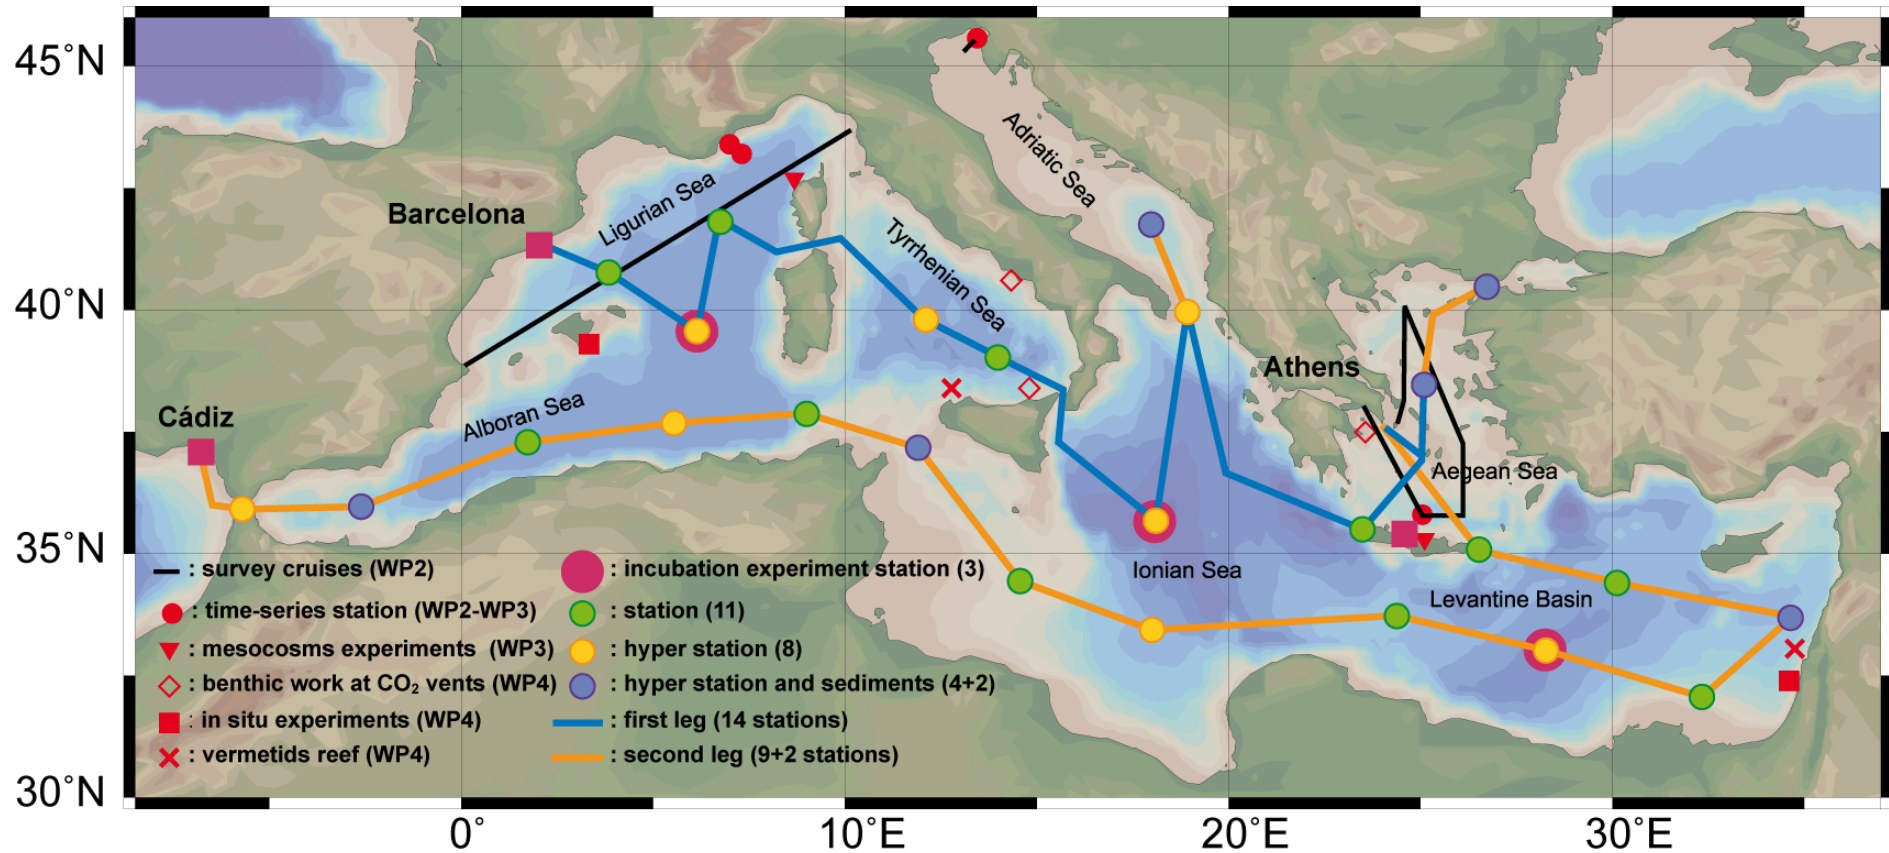 45°N
40°N
35°N
30°N
0°
10°E
20°E
30°E
Adriatic Sea
Ligurian Sea
Barcelona
Tyrrhenian Sea
Athens
Cádiz
Alboran Sea
Aegean Sea
Ionian Sea
Levantine Basin
: survey cruises (WP2)
: time-series station (WP2-WP3)
: mesocosms experiments (WP3)
: benthic work at CO₂ vents (WP4)
: in situ experiments (WP4)
: vermetids reef (WP4)
: incubation experiment station (3)
: station (11)
: hyper station (8)
: hyper station and sediments (4+2)
: first leg (14 stations)
: second leg (9+2 stations)